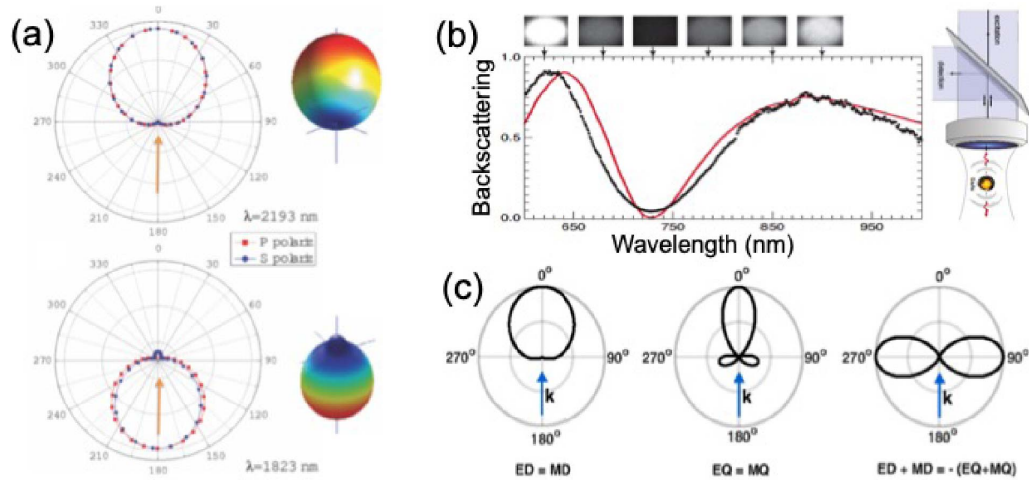 (a)
0
330
30
300
60
270
90
240
120
210
150
180
λ=2193 nm
P polariz
S polariz
0
330
30
300
60
270
90
240
120
210
150
180
λ=1823 nm
(b)
Backscattering
1.0
0.5
0.0
650
750
850
950
Wavelength (nm)
excitation
detection
(c)
0°
270°
90°
k
180°
ED = MD
0°
270°
90°
k
180°
EQ = MQ
0°
270°
90°
k
180°
ED + MD = - (EQ+MQ)